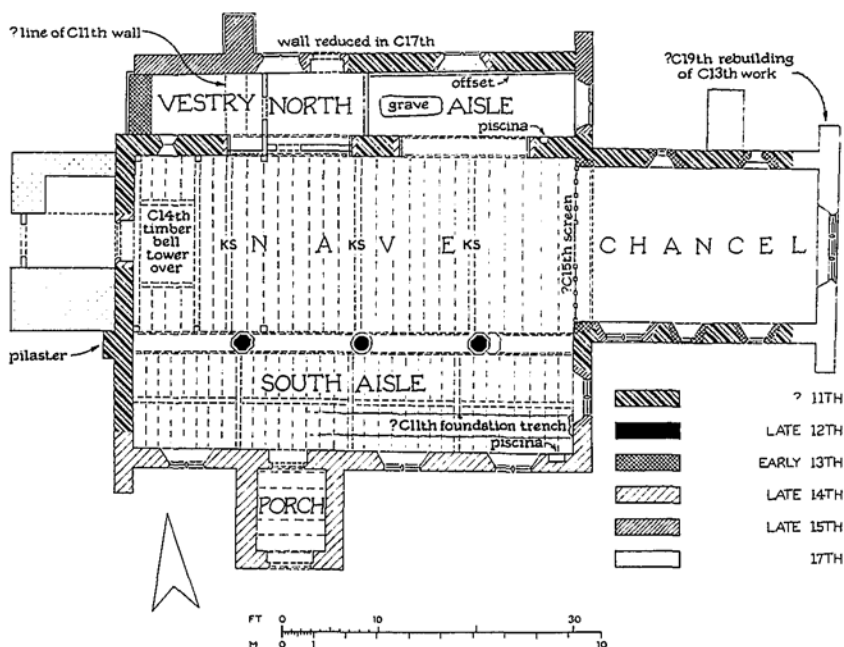 ?line of C11th wall
wall reduced in C17th
?C19th rebuilding
of C13th work
VESTRY NORTH AISLE
grave
offset
piscina
C14th
timber
bell
tower
over
KS N A KS V E KS
?C15th screen
CHANCEL
pilaster
SOUTH AISLE
?C11th foundation trench
piscina
PORCH
? 11TH
LATE 12TH
EARLY 13TH
LATE 14TH
LATE 15TH
17TH
FT 0 10 30
M 0 1 10